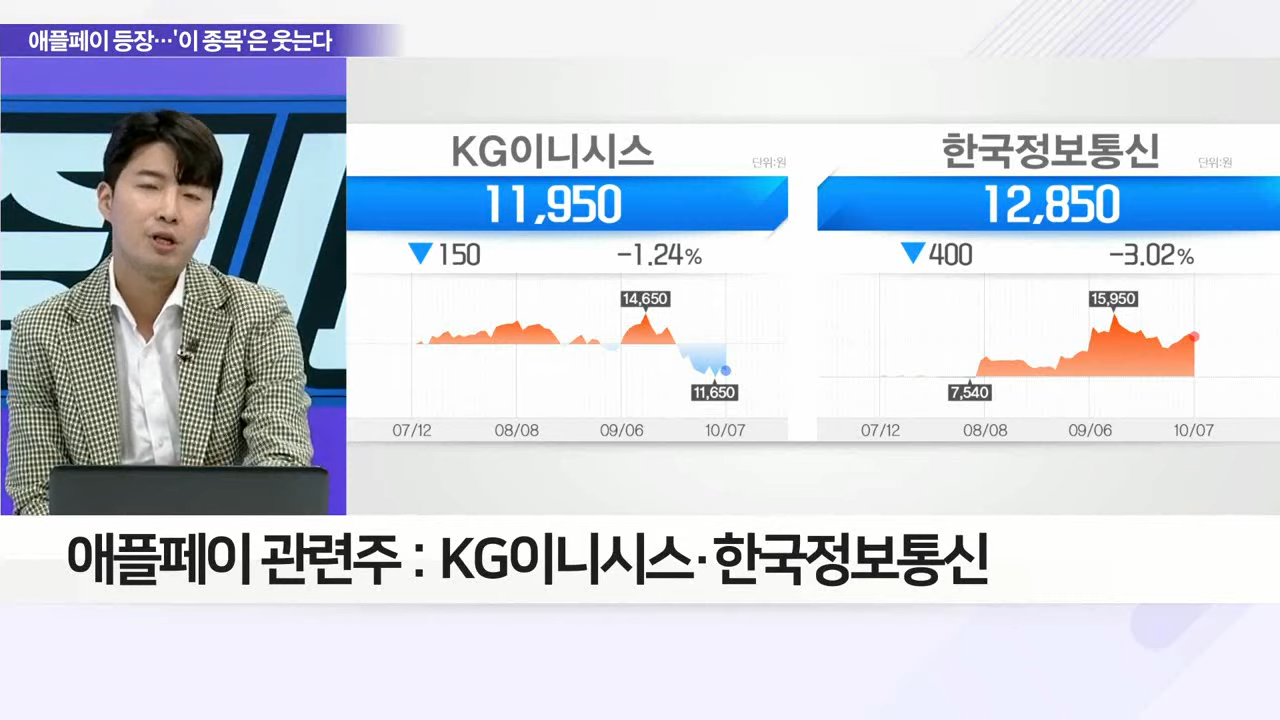 애플페이 등장…'이 종목'은 웃는다
KG이니시스
단위:원
11,950
▼150 -1.24%
14,650
11,650
07/12 08/08 09/06 10/07
한국정보통신
단위:원
12,850
▼400 -3.02%
15,950
7,540
07/12 08/08 09/06 10/07
애플페이 관련주 : KG이니시스·한국정보통신